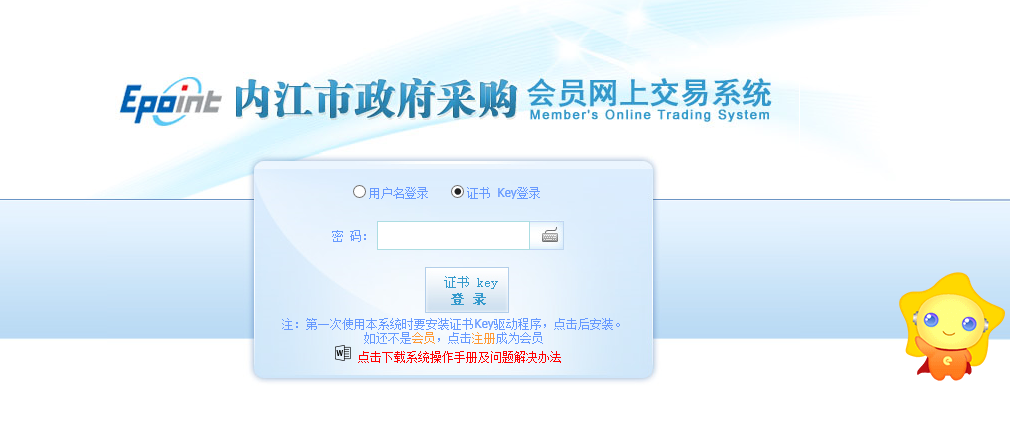 Epoint 内江市政府采购 会员网上交易系统
Member's Online Trading System
用户名登录 证书 Key登录
密 码:
证书 key
登 录
注：第一次使用本系统时要安装证书Key驱动程序，点击后安装。
如还不是会员，点击注册成为会员
W 点击下载系统操作手册及问题解决办法
e